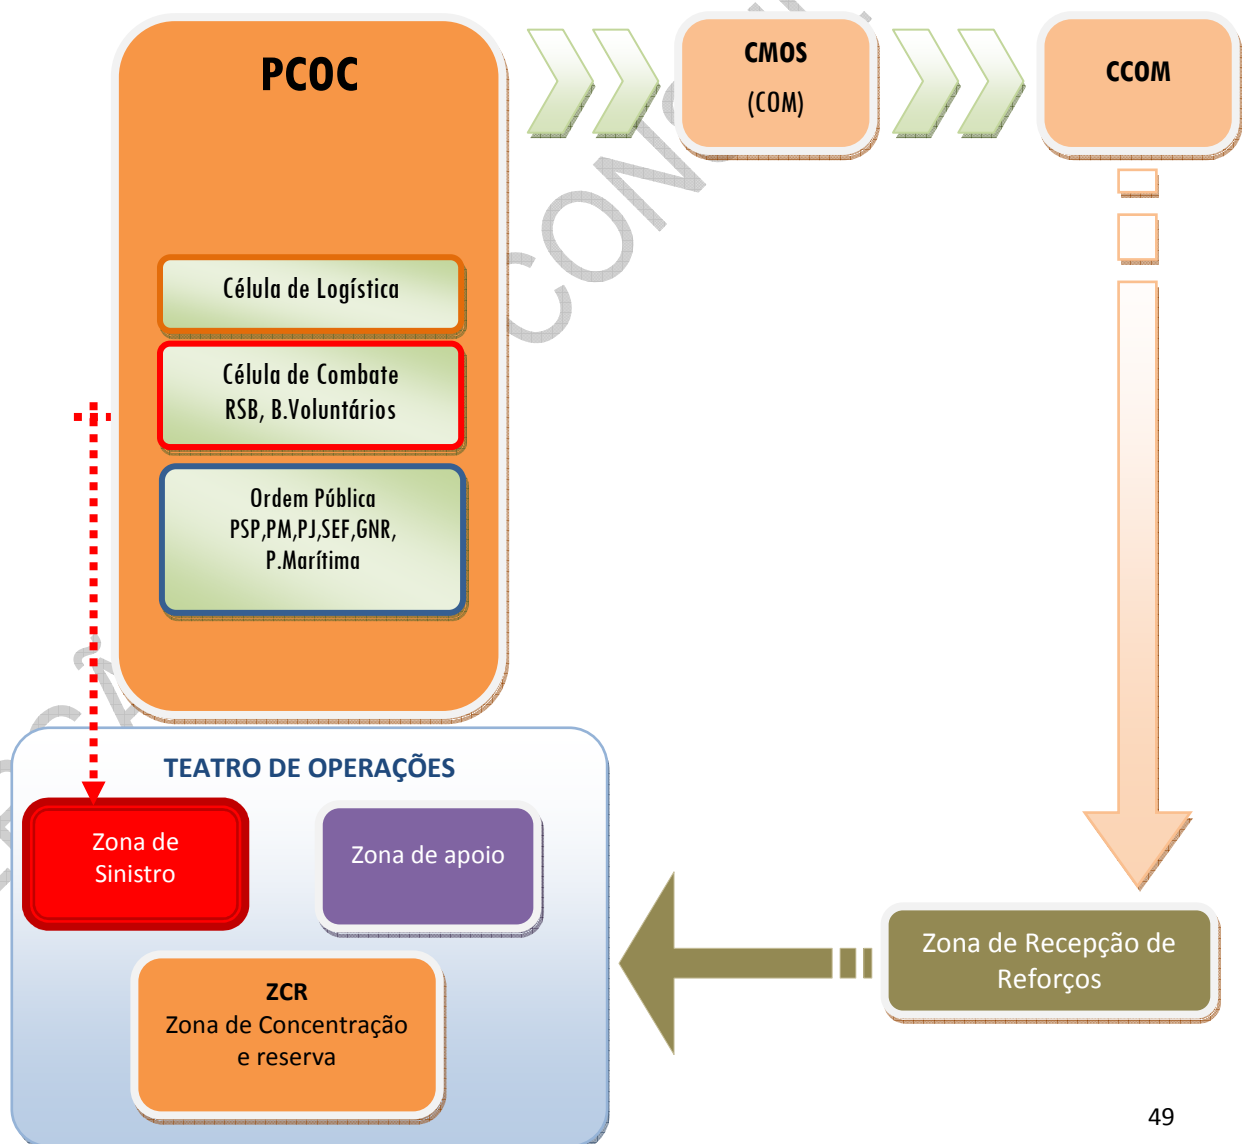 PCOC
CMOS
(COM)
CCOM
Célula de Logística
Célula de Combate
RSB, B.Voluntários
Ordem Pública
PSP,PM,PJ,SEF,GNR,
P.Marítima
TEATRO DE OPERAÇÕES
Zona de
Sinistro
Zona de apoio
ZCR
Zona de Concentração
e reserva
Zona de Recepção de
Reforços
49